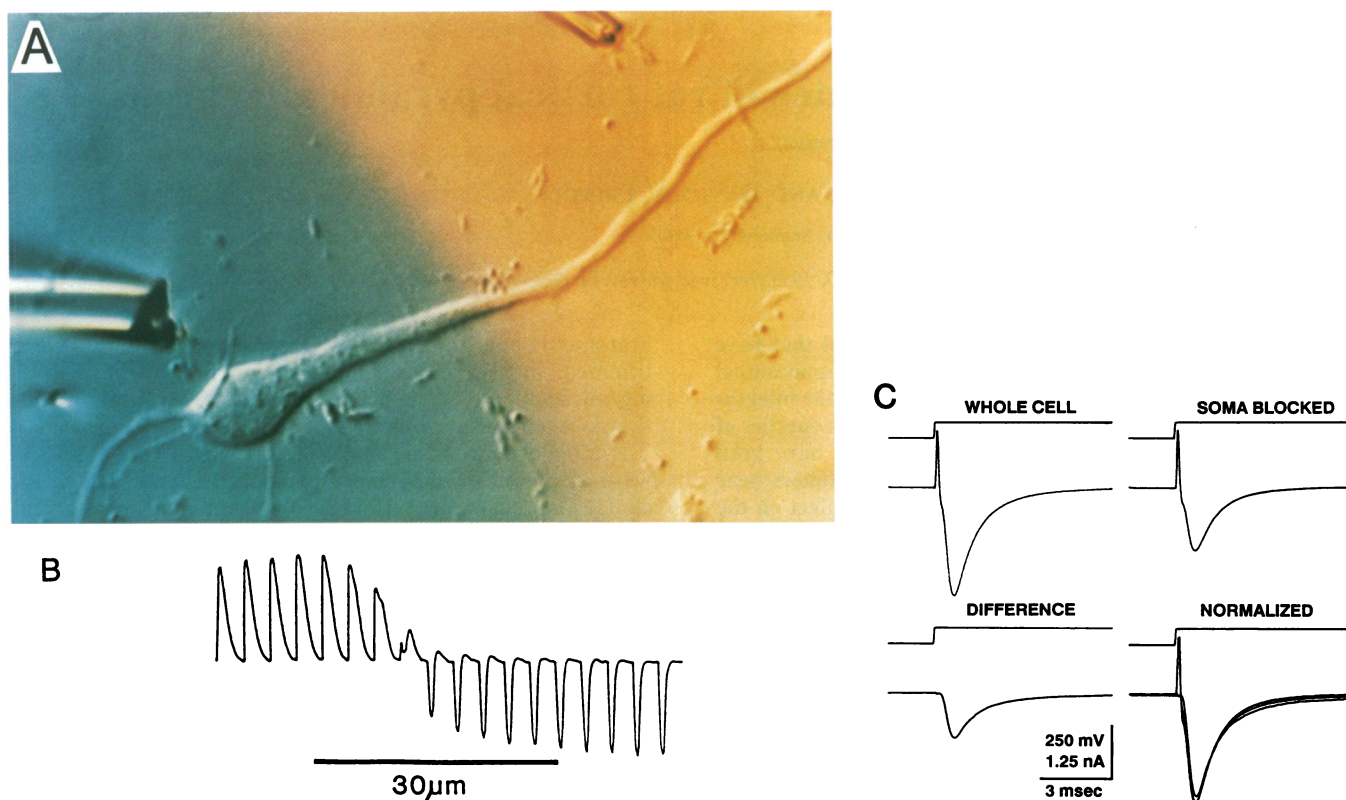 A
B
30µm
C
WHOLE CELL
SOMA BLOCKED
DIFFERENCE
NORMALIZED
250 mV
1.25 nA
3 msec